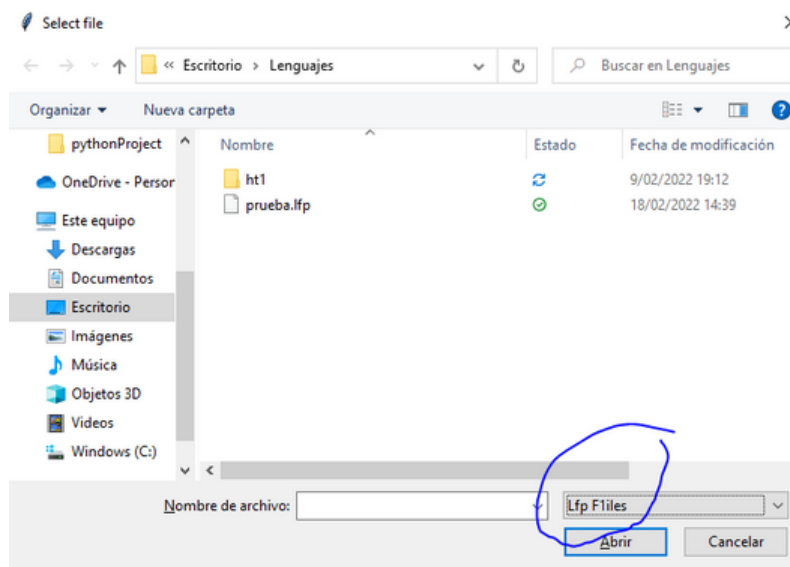 Select file
« Escritorio > Lenguajes
Buscar en Lenguajes
Organizar
Nueva carpeta
pythonProject
OneDrive - Person
Este equipo
Descargas
Documentos
Escritorio
Imágenes
Música
Objetos 3D
Videos
Windows (C:)
Nombre Estado Fecha de modificación
ht1 9/02/2022 19:12
prueba.lfp 18/02/2022 14:39
Nombre de archivo:
Lfp F1iles
Abrir Cancelar